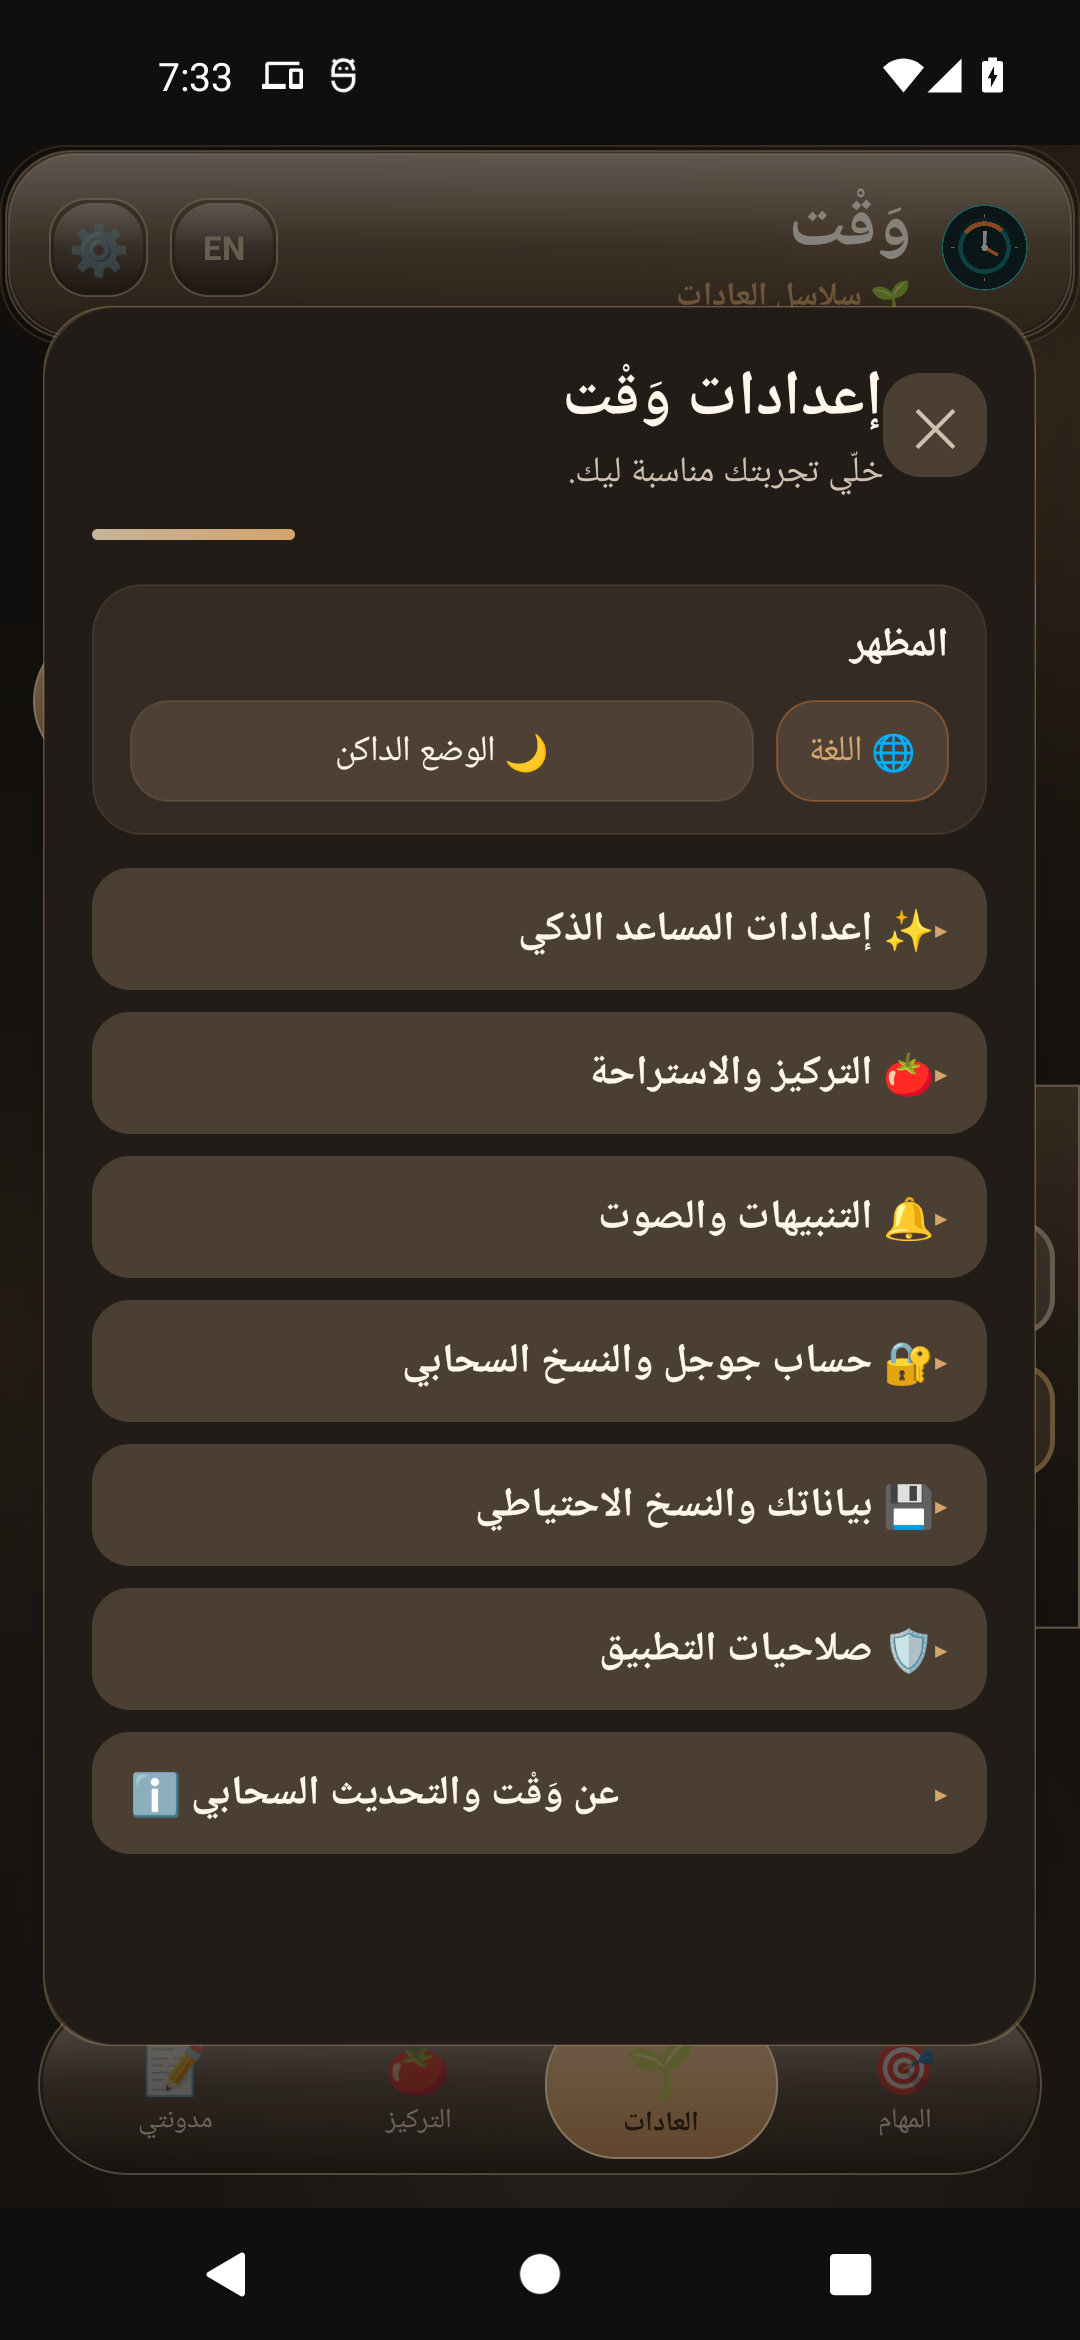 7:33
وَقْت
🌱 سلاسل العادات
EN
إعدادات وَقْت
خلّي تجربتك مناسبة ليك.
المظهر
🌐 اللغة
🌙 الوضع الداكن
✨ إعدادات المساعد الذكي
🍅 التركيز والاستراحة
🔔 التنبيهات والصوت
🔐 حساب جوجل والنسخ السحابي
💾 بياناتك والنسخ الاحتياطي
🛡️ صلاحيات التطبيق
عن وَقْت والتحديث السحابي ℹ️
المهام
العادات
التركيز
مدونتي